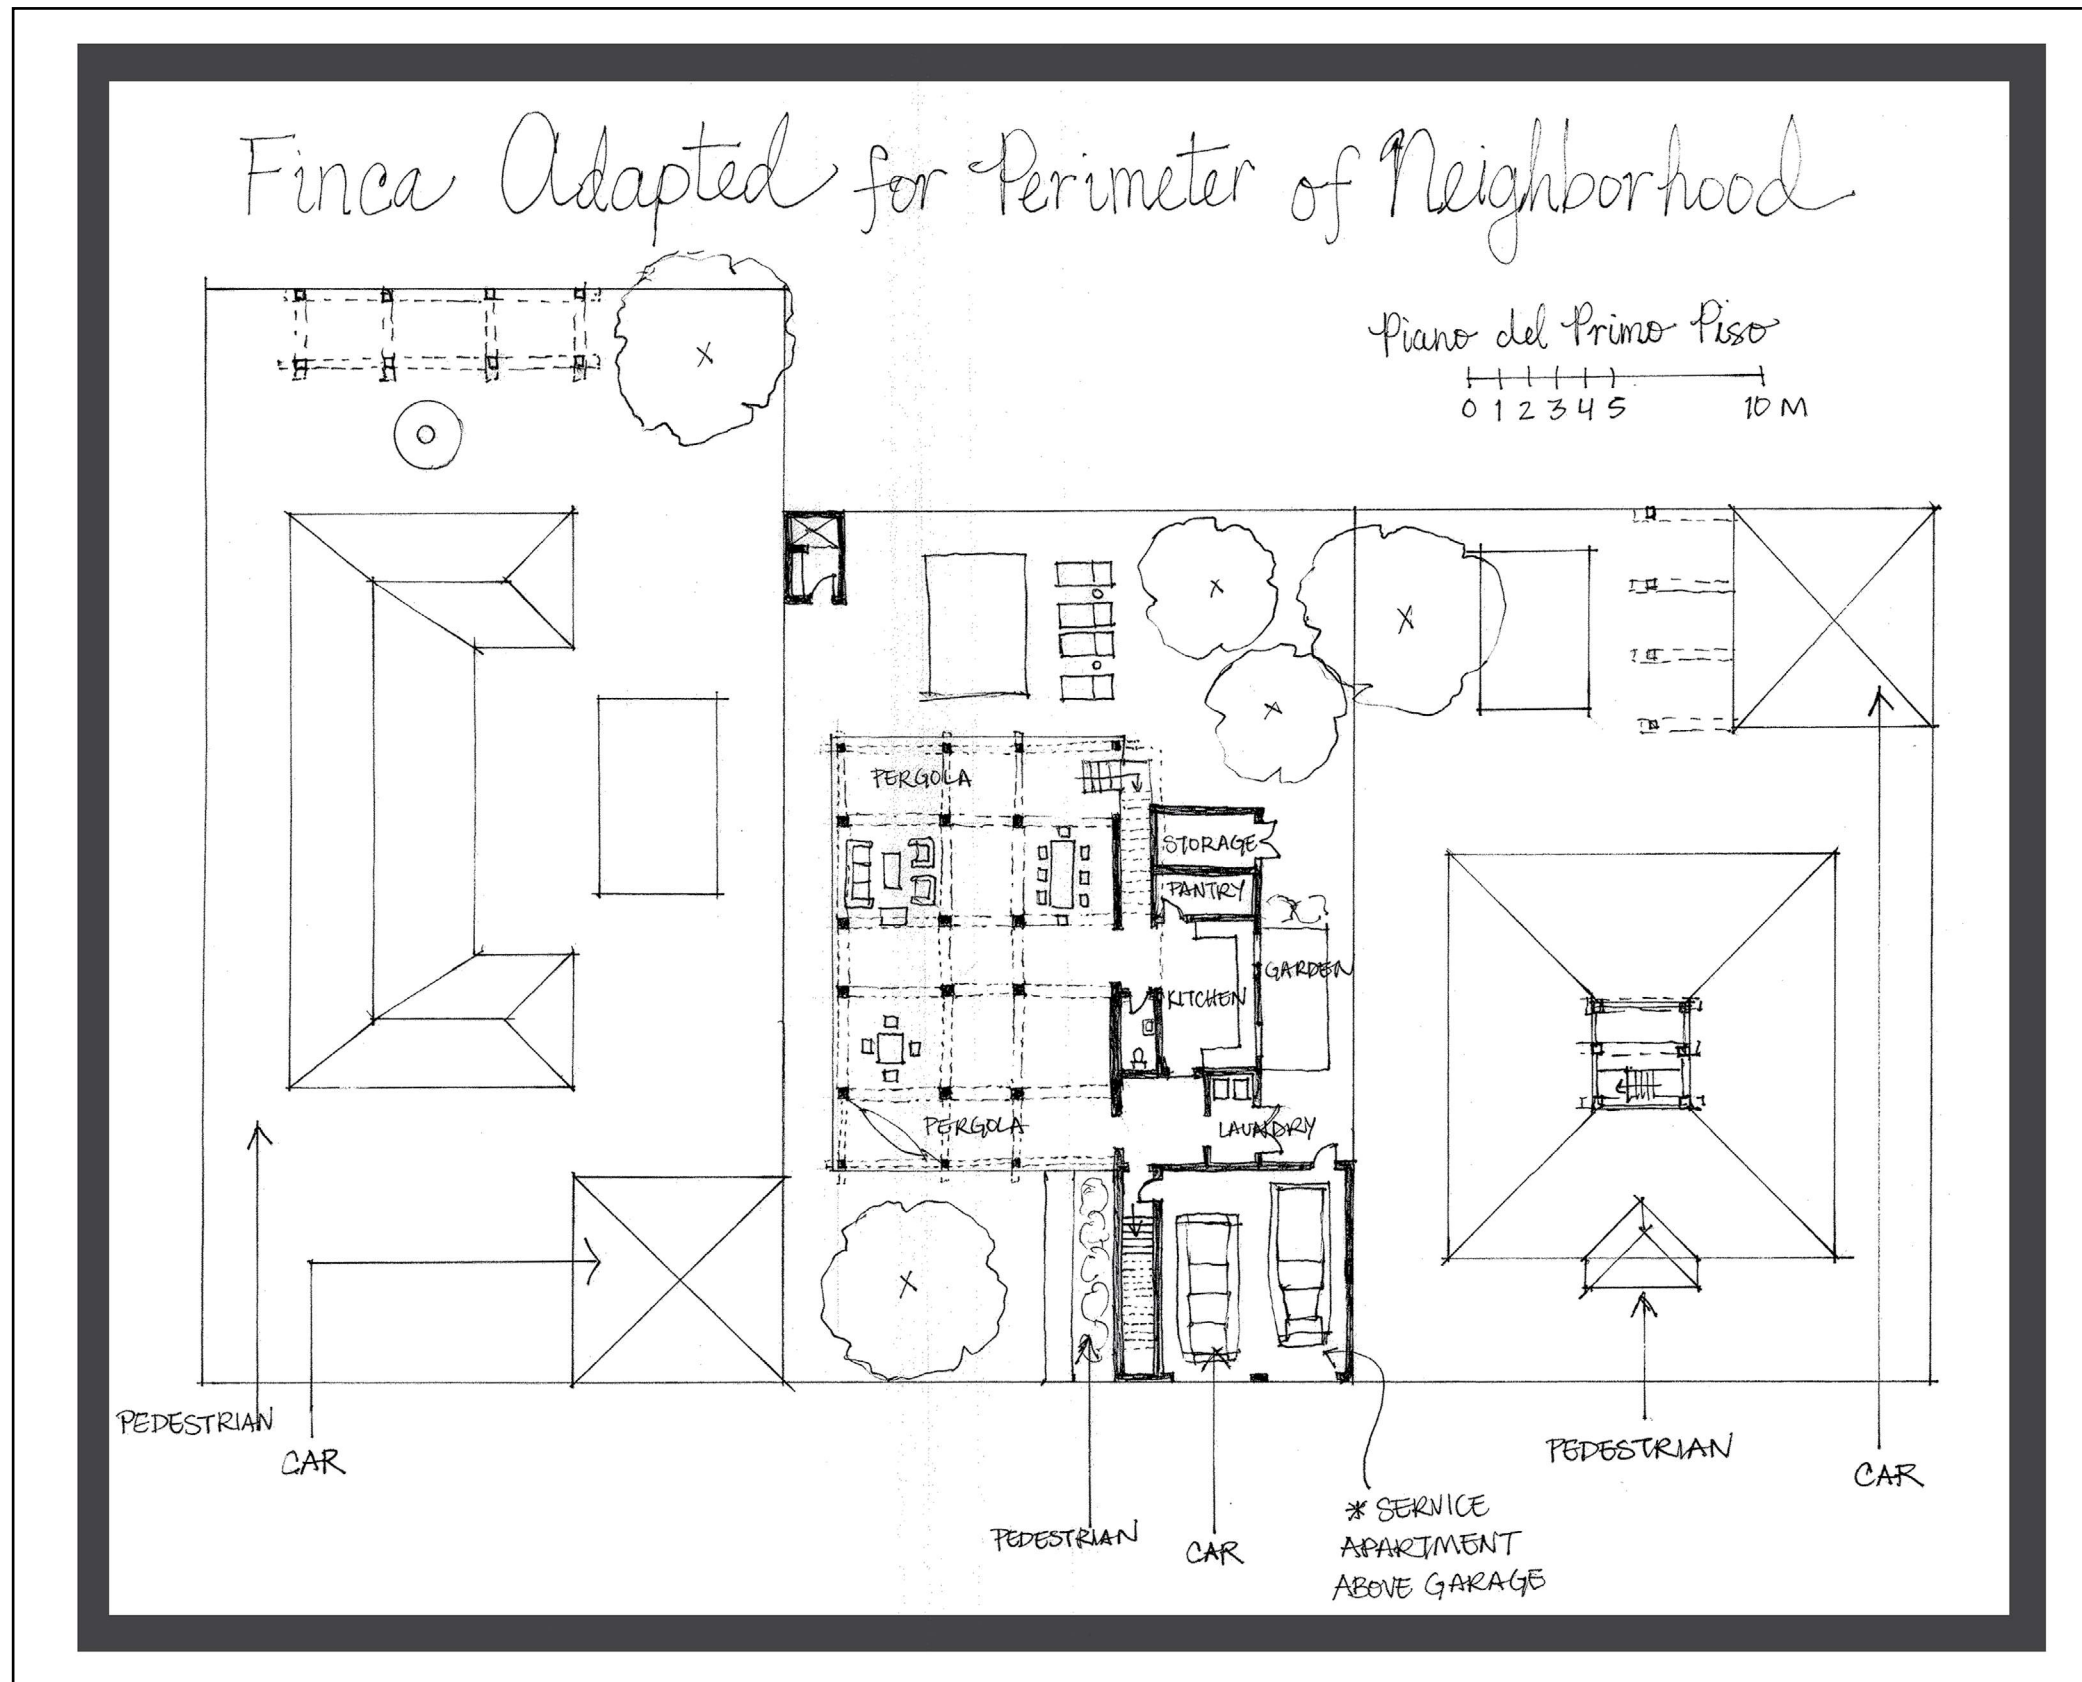 Finca Adapted for Perimeter of Neighborhood
Piano del Primo Piso
0 1 2 3 4 5 10 M
PERGOLA
STORAGE
PANTRY
GARDEN
KITCHEN
PERGOLA
LAUNDRY
PEDESTRIAN
CAR
PEDESTRIAN
CAR
PEDESTRIAN
CAR
* SERVICE
APARTMENT
ABOVE GARAGE